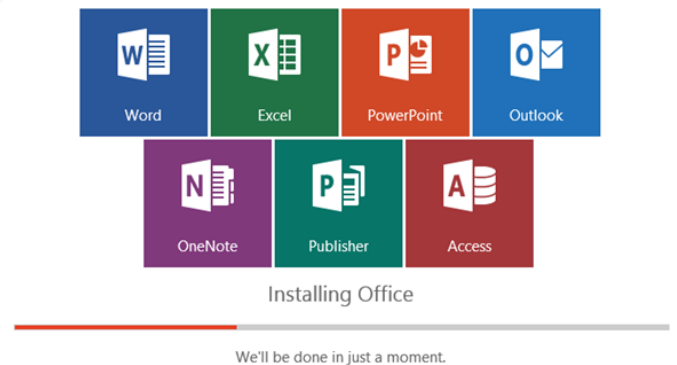 W X P O
Word Excel PowerPoint Outlook
N P A
OneNote Publisher Access
Installing Office
We'll be done in just a moment.